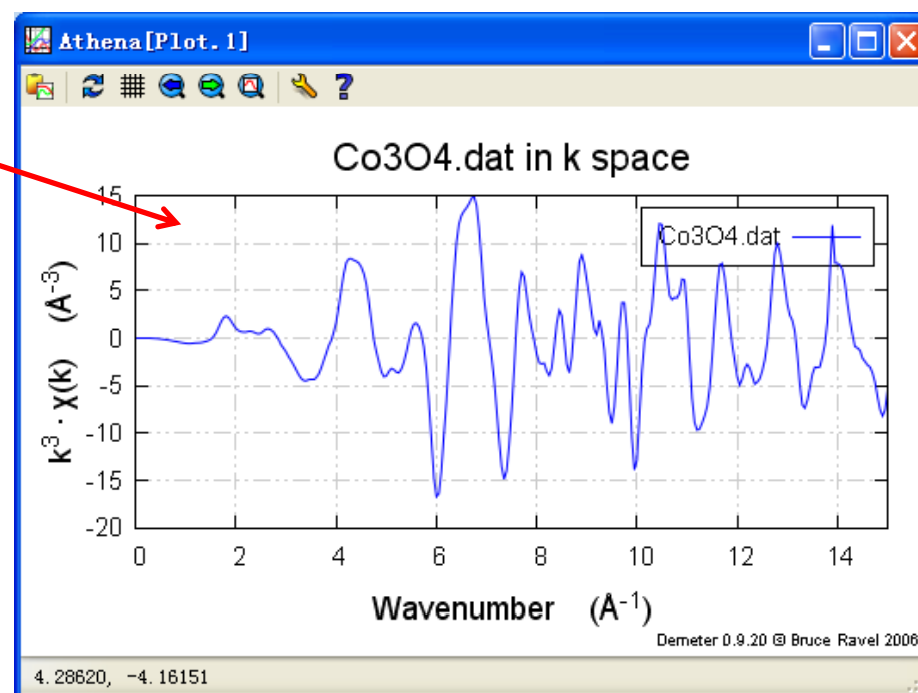 Athena[Plot.1]
Co3O4.dat in k space
Co3O4.dat
15
10
5
0
-5
-10
-15
-20
k³ · χ(k) (Å⁻³)
0 2 4 6 8 10 12 14
Wavenumber (Å⁻¹)
Demeter 0.9.20 © Bruce Ravel 2006
4.28620, -4.16151